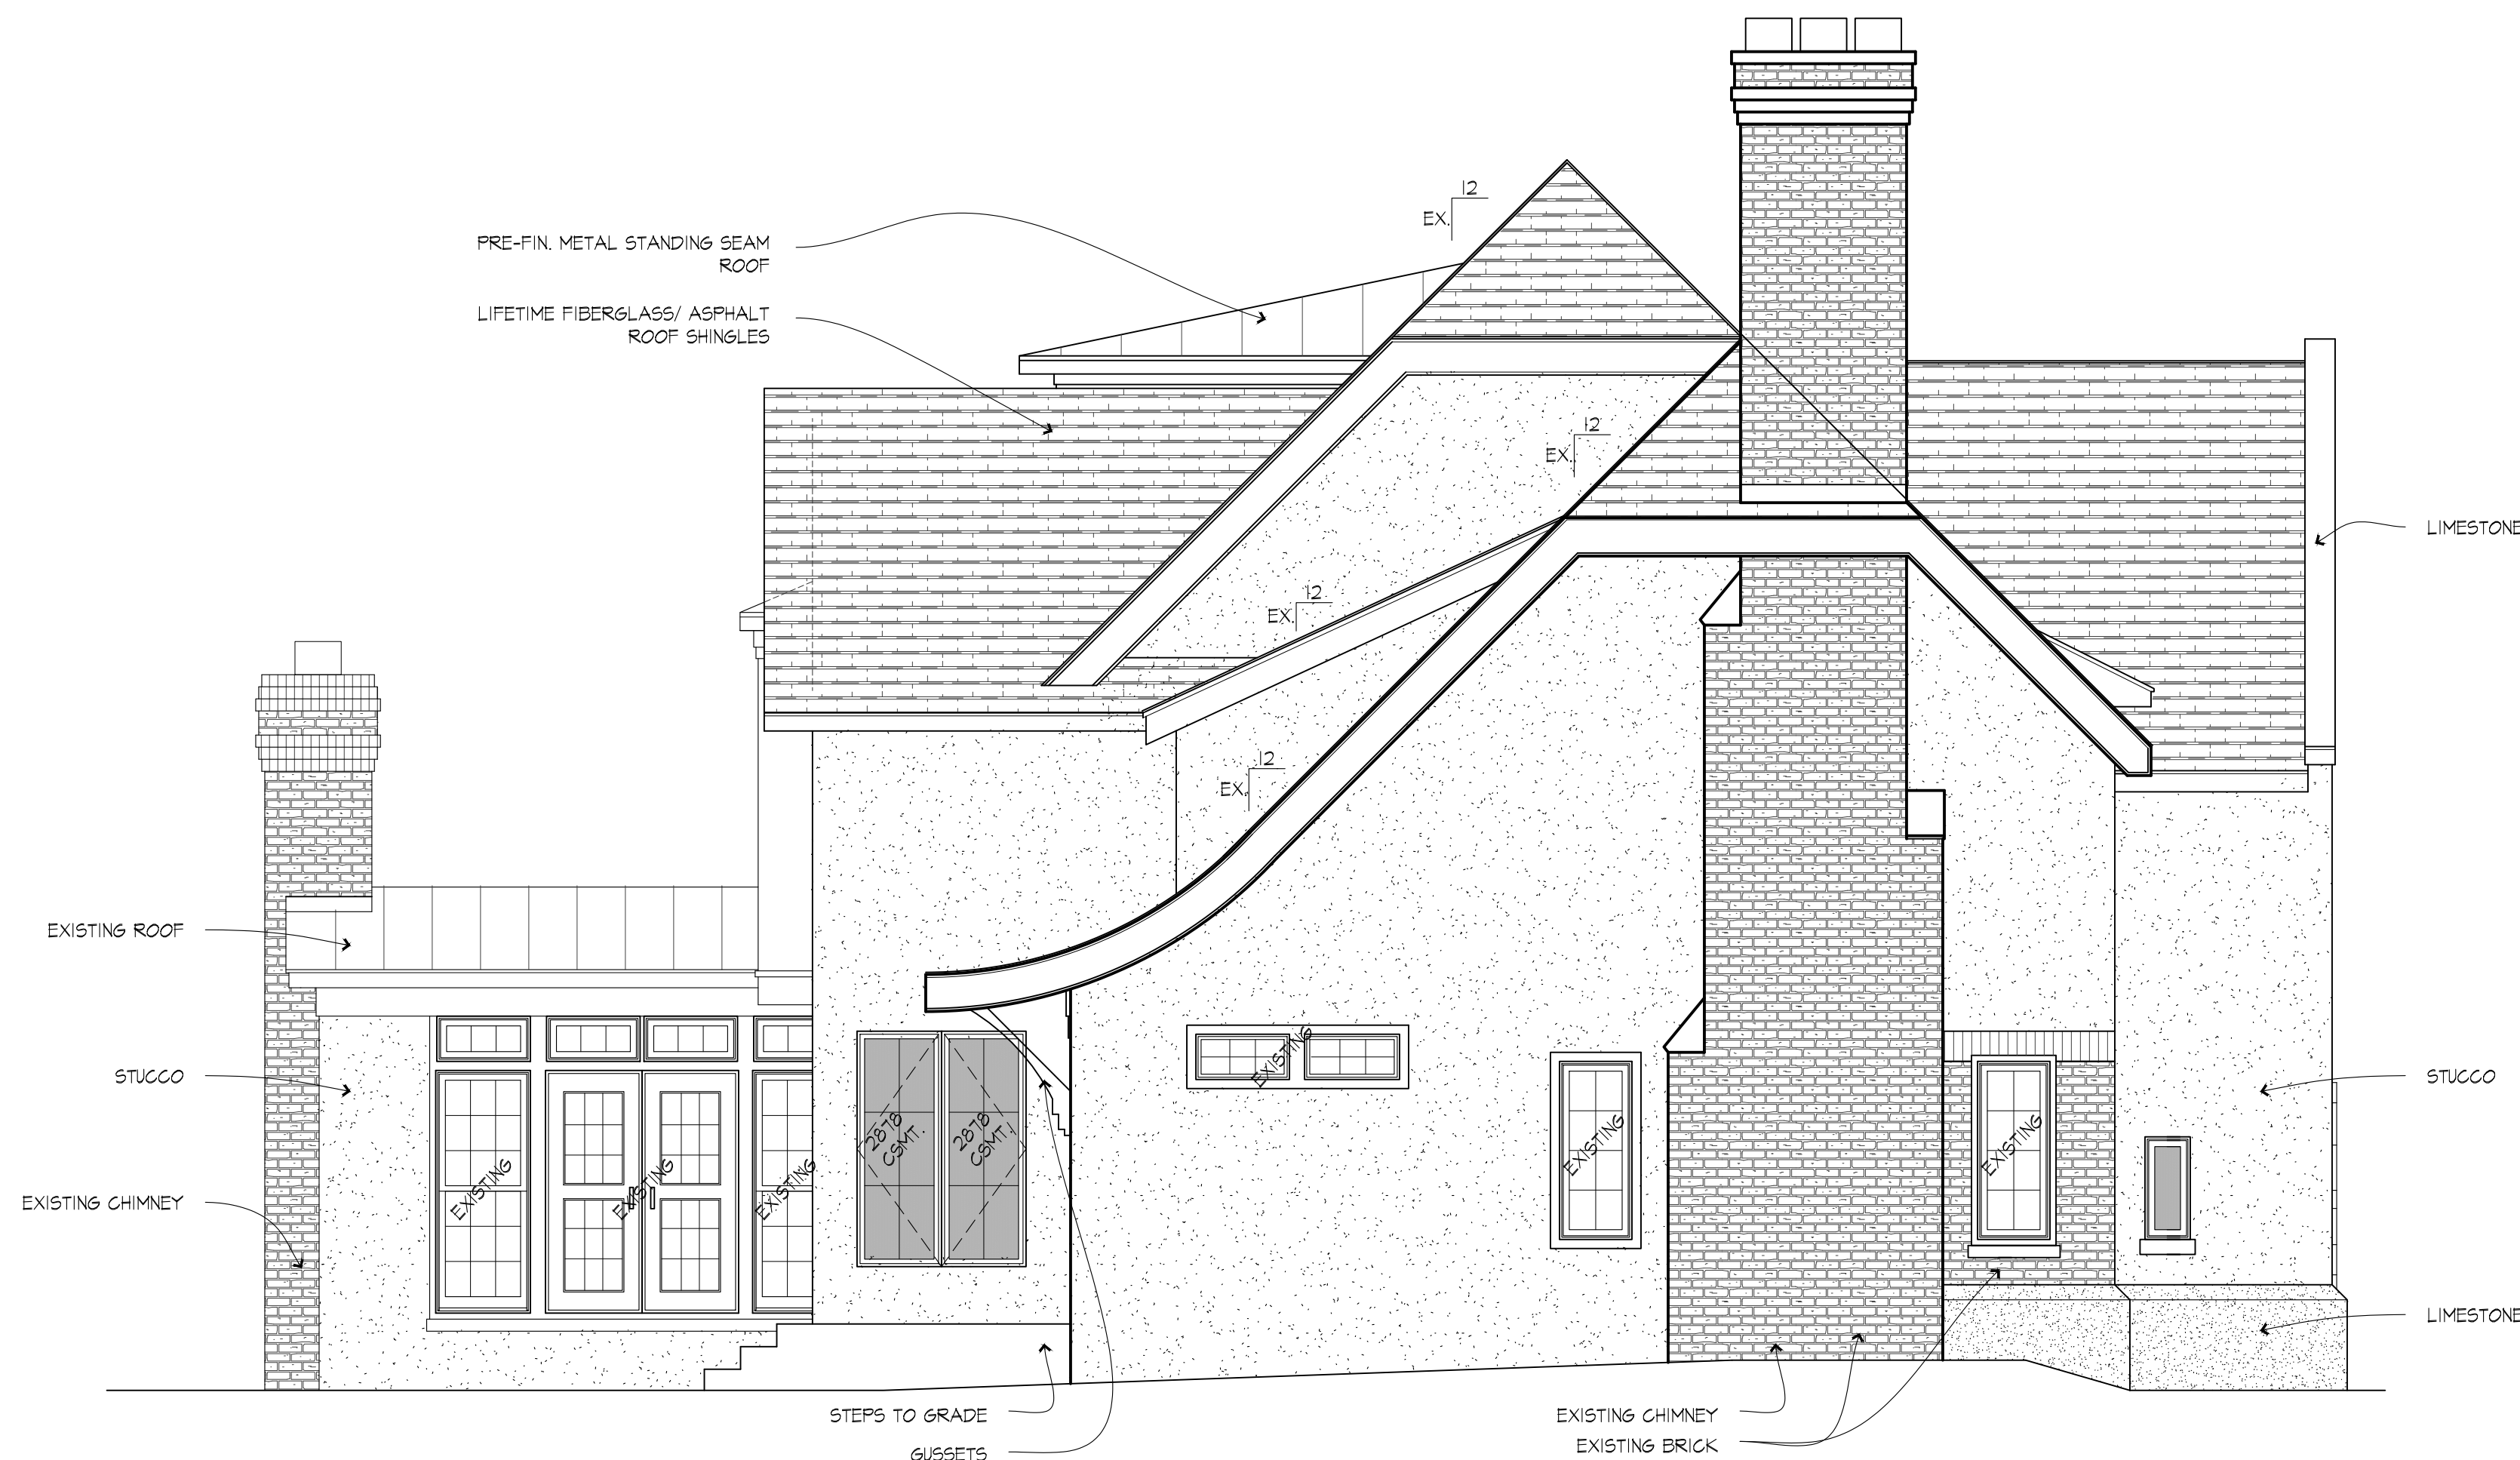 12
EX.
PRE-FIN. METAL STANDING SEAM
ROOF
LIFETIME FIBERGLASS/ ASPHALT
ROOF SHINGLES
12
EX.
LIMESTONE
12
EX.
12
EX.
EXISTING ROOF
STUCCO
EXISTING
STUCCO
2878
CSMT.
2878
CSMT.
EXISTING
EXISTING
EXISTING
EXISTING
EXISTING
EXISTING CHIMNEY
LIMESTONE
STEPS TO GRADE
EXISTING CHIMNEY
EXISTING BRICK
GUSSETS